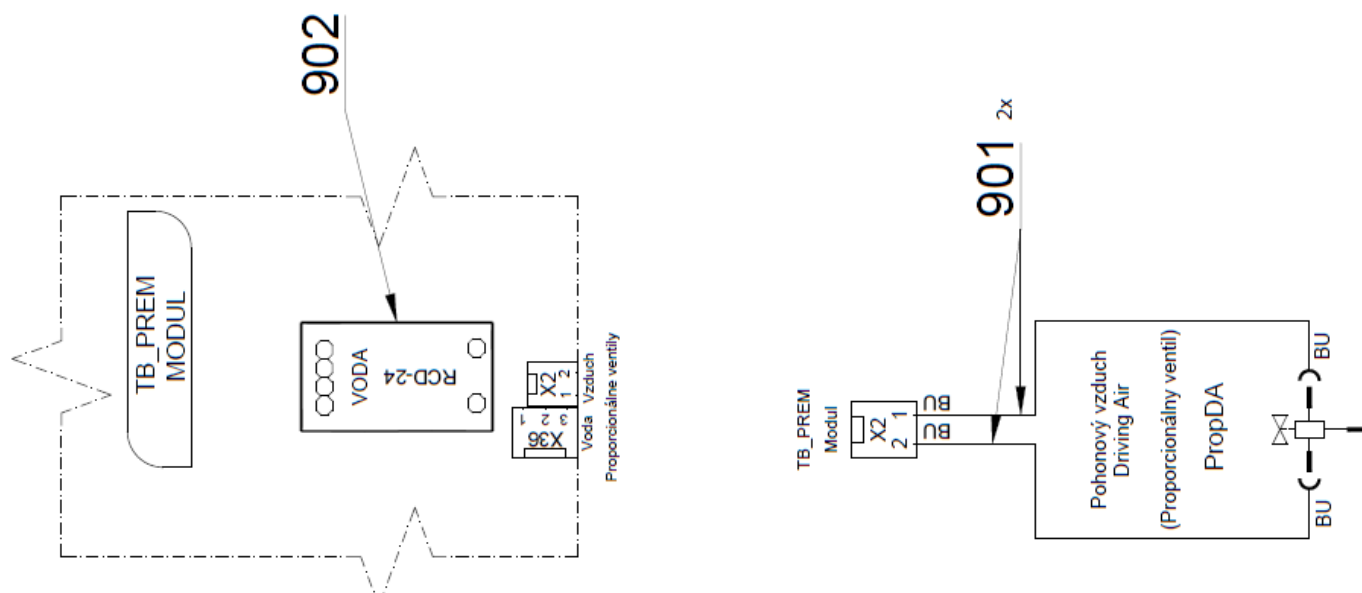 902
TB_PREM
MODUL
VODA
RCD-24
X36
1 2 3
X2
1 2
Voda Vzduch
Proporcionálne ventily
901 2x
TB_PREM
Modul
X2
2 1
BU BU
Pohonový vzduch
Driving Air
(Proporcionálny ventil)
PropDA
BU
BU